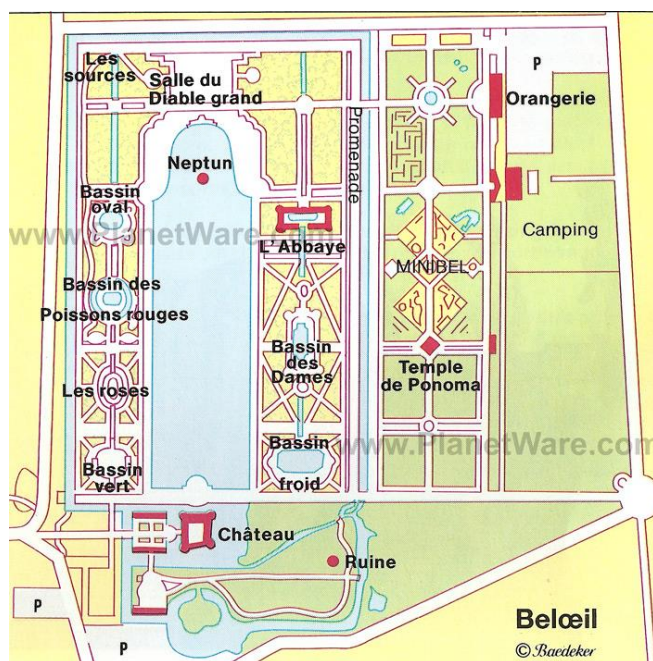 Les
sources
Salle du
Diable grand
P
Orangerie
Promenade
Neptun
Bassin
oval
www.PlanetWare.com
L'Abbaye
Camping
MINIBEL
Bassin des
Poissons rouges
Bassin
des
Dames
Temple
de Ponoma
Les roses
Bassin
froid
www.PlanetWare.com
Bassin
vert
Château
Ruine
P
P
Belœil
© Baedeker